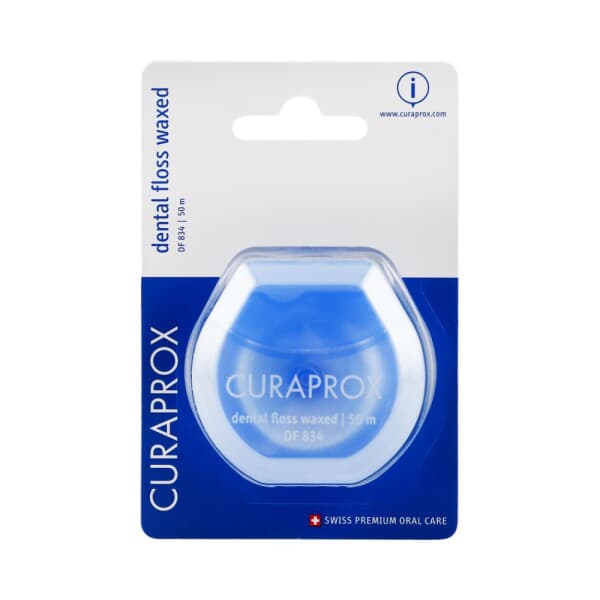 i
www.curaprox.com
dental floss waxed
DF 834 | 50 m
CURAPROX
CURAPROX
dental floss waxed | 50 m
DF 834
SWISS PREMIUM ORAL CARE